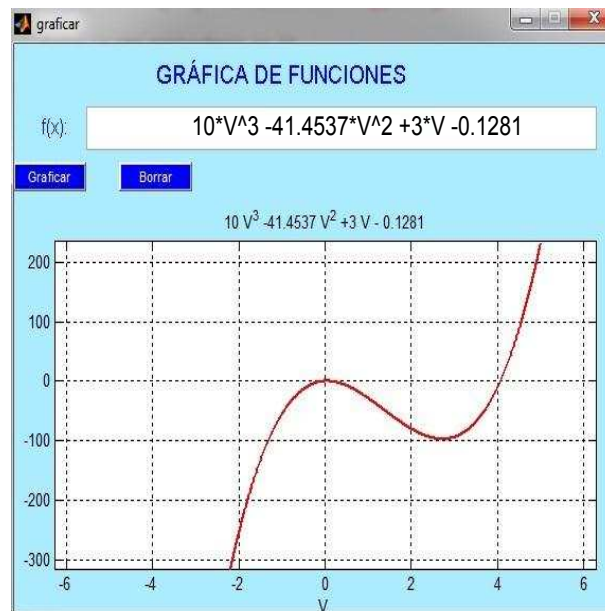 graficar
GRÁFICA DE FUNCIONES
f(x): 10*V^3 -41.4537*V^2 +3*V -0.1281
Graficar Borrar
10 V³ -41.4537 V² +3 V - 0.1281
200
100
0
-100
-200
-300
-6 -4 -2 0 2 4 6
V